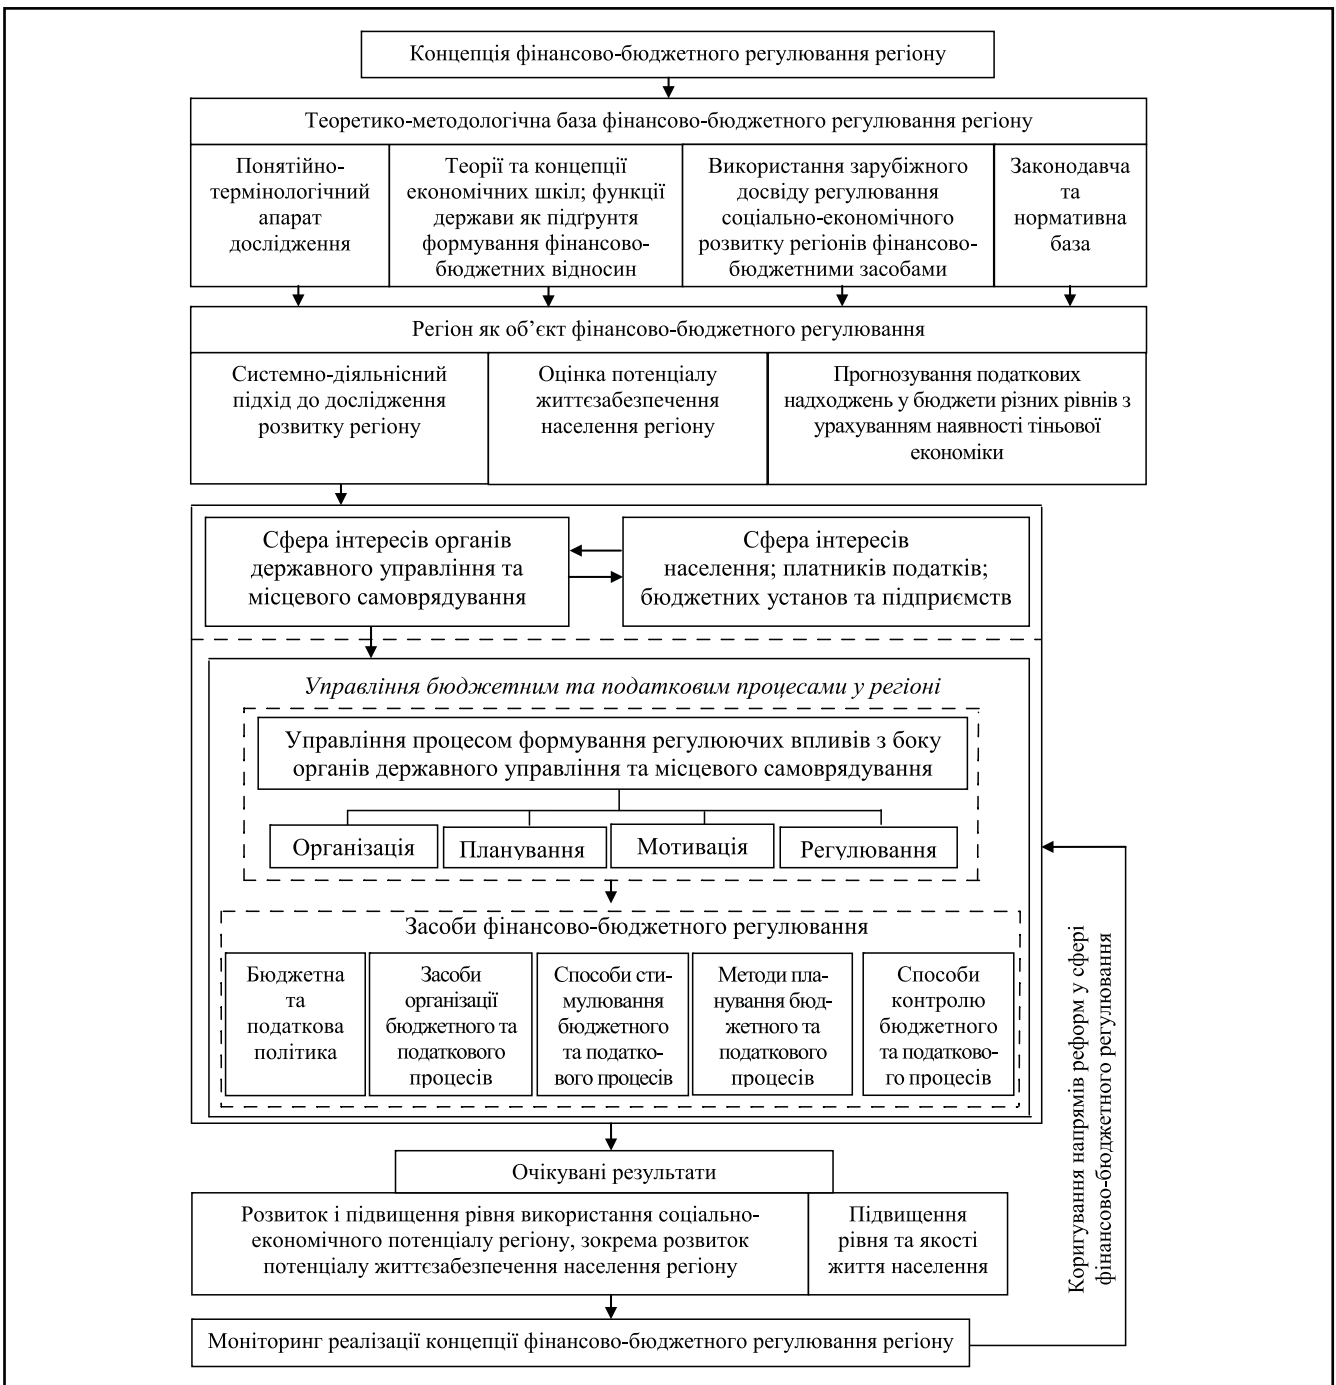 Концепція фінансово-бюджетного регулювання регіону
Теоретико-методологічна база фінансово-бюджетного регулювання регіону
Понятійно-
термінологічний
апарат
дослідження
Теорії та концепції
економічних шкіл; функції
держави як підґрунтя
формування фінансово-
бюджетних відносин
Використання зарубіжного
досвіду регулювання
соціально-економічного
розвитку регіонів фінансово-
бюджетними засобами
Законодавча
та
нормативна
база
Регіон як об’єкт фінансово-бюджетного регулювання
Системно-діяльнісний
підхід до дослідження
розвитку регіону
Оцінка потенціалу
життєзабезпечення
населення регіону
Прогнозування податкових
надходжень у бюджети різних рівнів з
урахуванням наявності тіньової
економіки
Сфера інтересів органів
державного управління та
місцевого самоврядування
Сфера інтересів
населення; платників податків;
бюджетних установ та підприємств
Управління бюджетним та податковим процесами у регіоні
Управління процесом формування регулюючих впливів з боку
органів державного управління та місцевого самоврядування
Організація
Планування
Мотивація
Регулювання
Засоби фінансово-бюджетного регулювання
Бюджетна
та
податкова
політика
Засоби
організації
бюджетного та
податкового
процесів
Способи сти-
мулювання
бюджетного
та податко-
вого процесів
Методи пла-
нування бюд-
жетного та
податкового
процесів
Способи
контролю
бюджетного
та податково-
го процесів
Коригування напрямів реформ у сфері
фінансово-бюджетного регулювання
Очікувані результати
Розвиток і підвищення рівня використання соціально-
економічного потенціалу регіону, зокрема розвиток
потенціалу життєзабезпечення населення регіону
Підвищення
рівня та якості
життя населення
Моніторинг реалізації концепції фінансово-бюджетного регулювання регіону